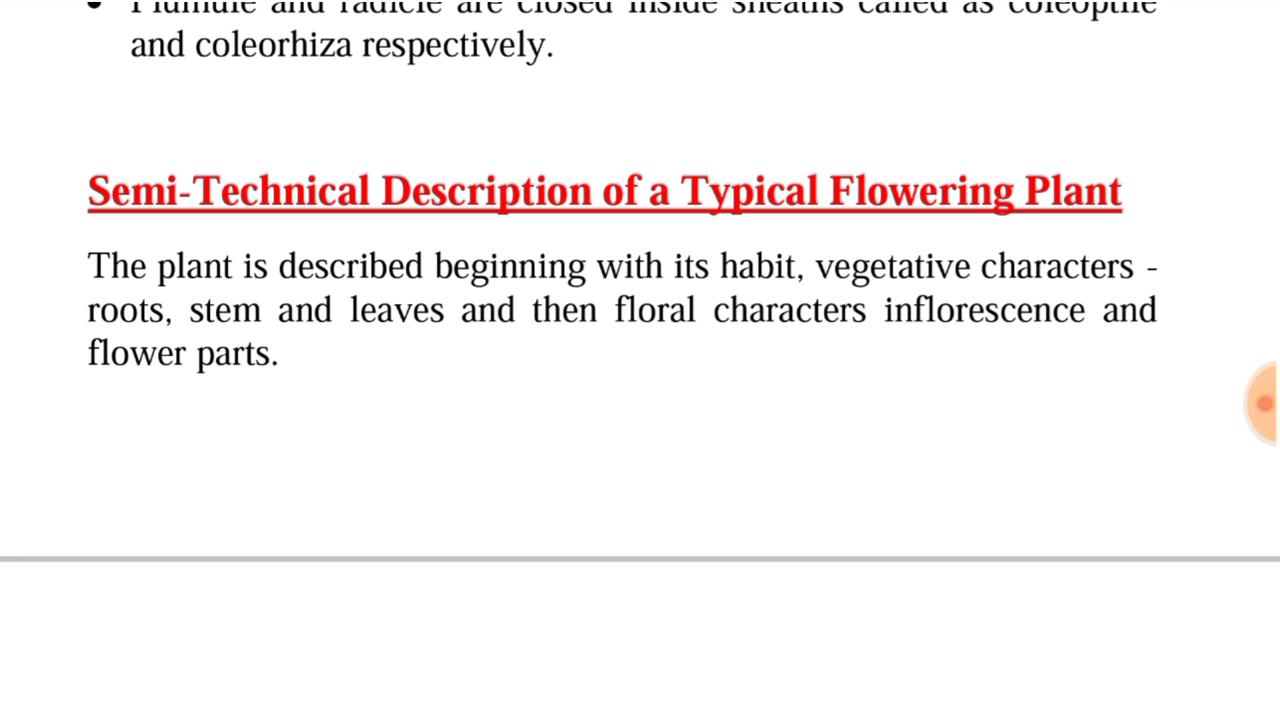 Plumule and radicle are closed inside sheaths called as coleoptile
and coleorhiza respectively.
Semi-Technical Description of a Typical Flowering Plant
The plant is described beginning with its habit, vegetative characters -
roots, stem and leaves and then floral characters inflorescence and
flower parts.